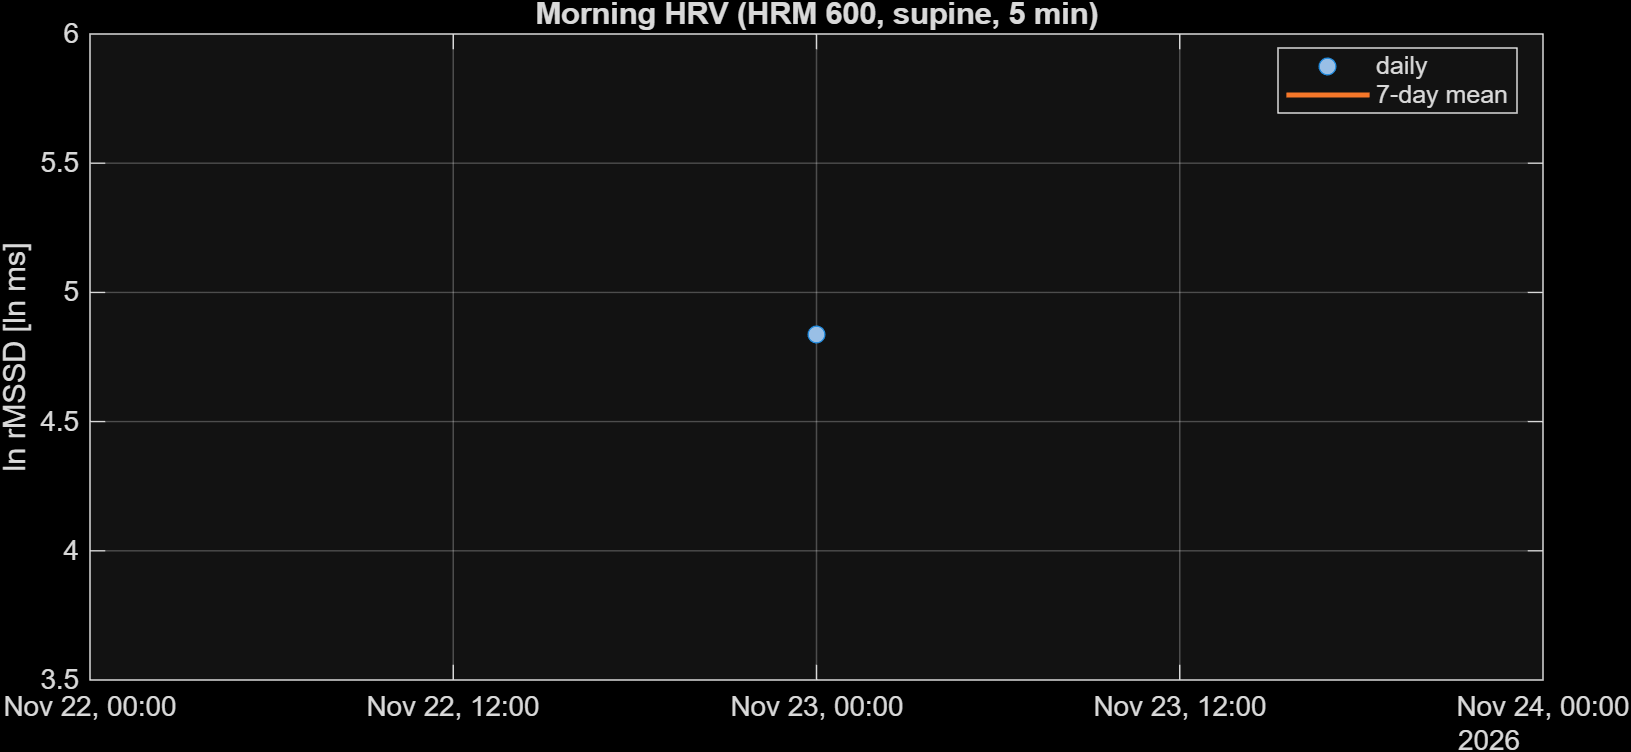 Morning HRV (HRM 600, supine, 5 min)
daily
7-day mean
ln rMSSD [ln ms]
6
5.5
5
4.5
4
3.5
Nov 22, 00:00
Nov 22, 12:00
Nov 23, 00:00
Nov 23, 12:00
Nov 24, 00:00
2026